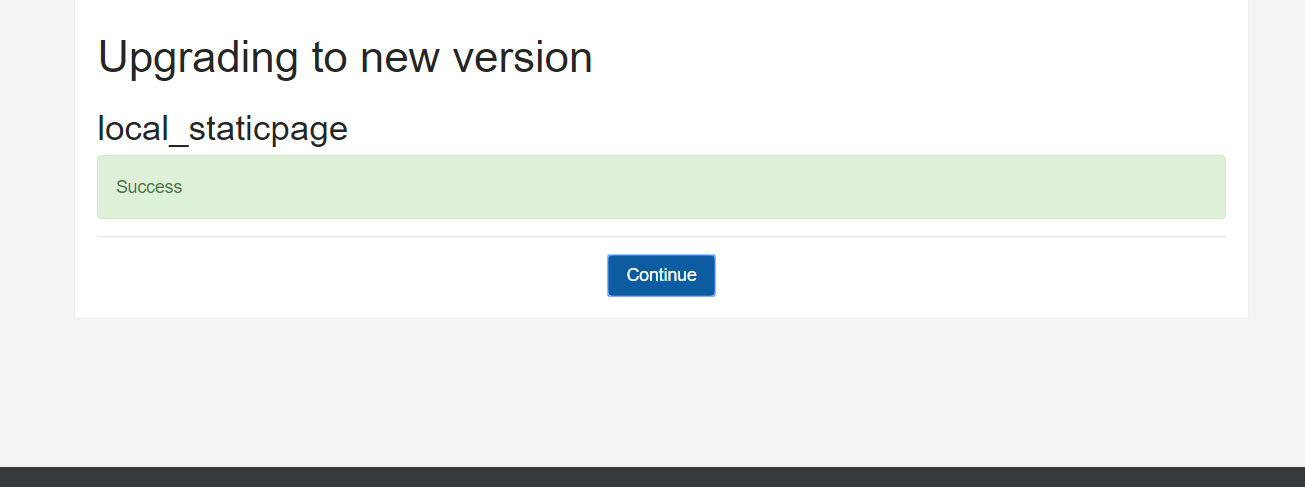 Upgrading to new version
local_staticpage
Success
Continue